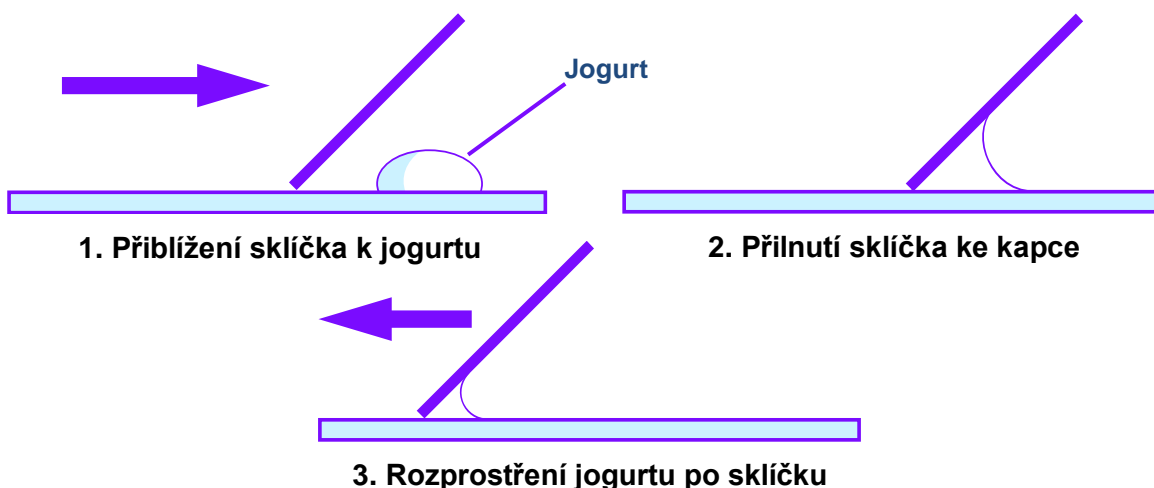 Jogurt
1. Přiblížení sklíčka k jogurtu
2. Přilnutí sklíčka ke kapce
3. Rozprostření jogurtu po sklíčku